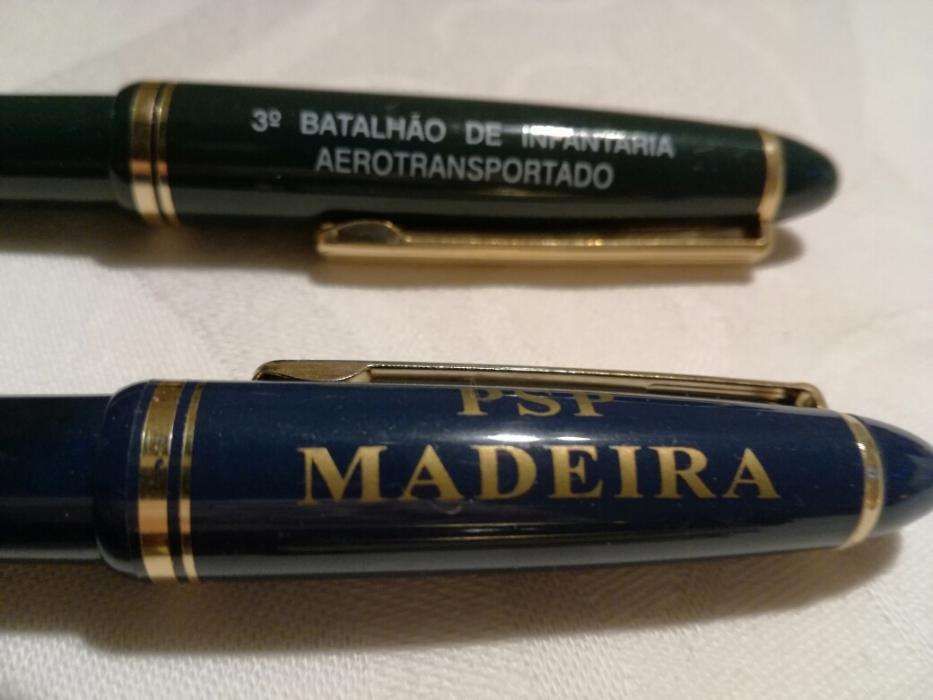 3º BATALHÃO DE INFANTARIA
AEROTRANSPORTADO
PSP
MADEIRA